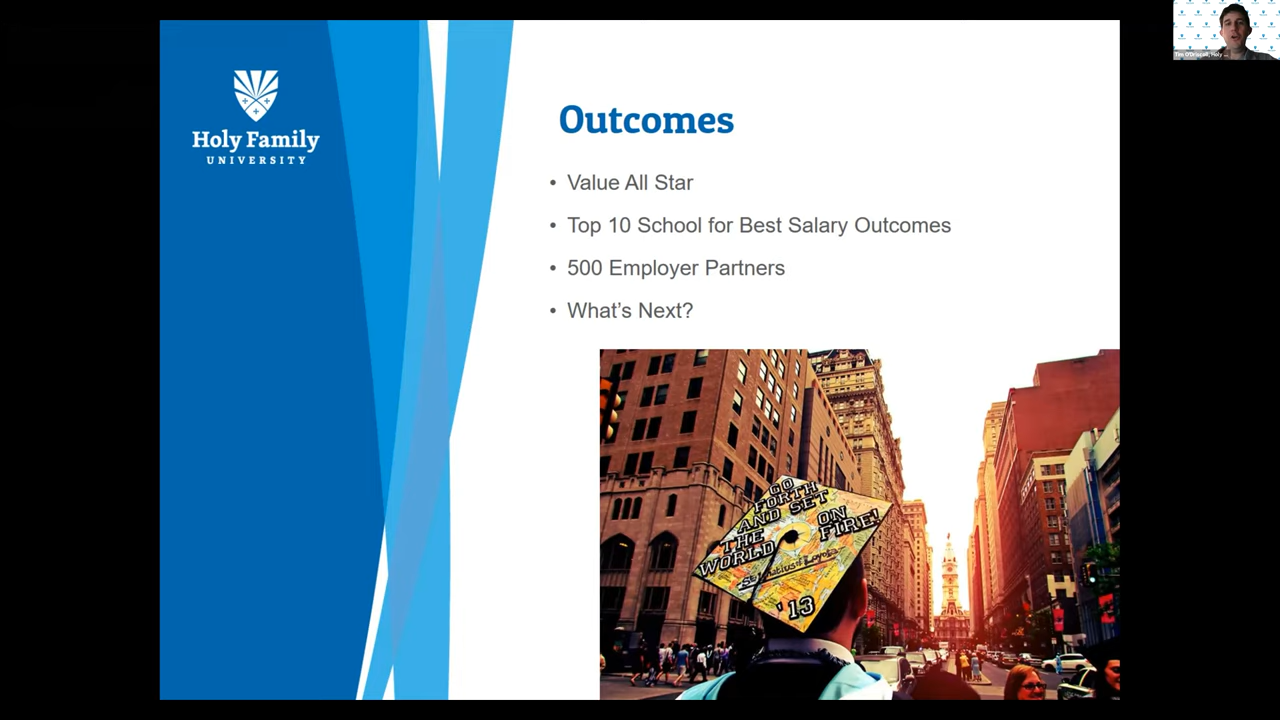 Holy Family
UNIVERSITY
Outcomes
• Value All Star
• Top 10 School for Best Salary Outcomes
• 500 Employer Partners
• What’s Next?
GO
FORTH
AND SET
THE
WORLD
ON
FIRE!
'13
Holy